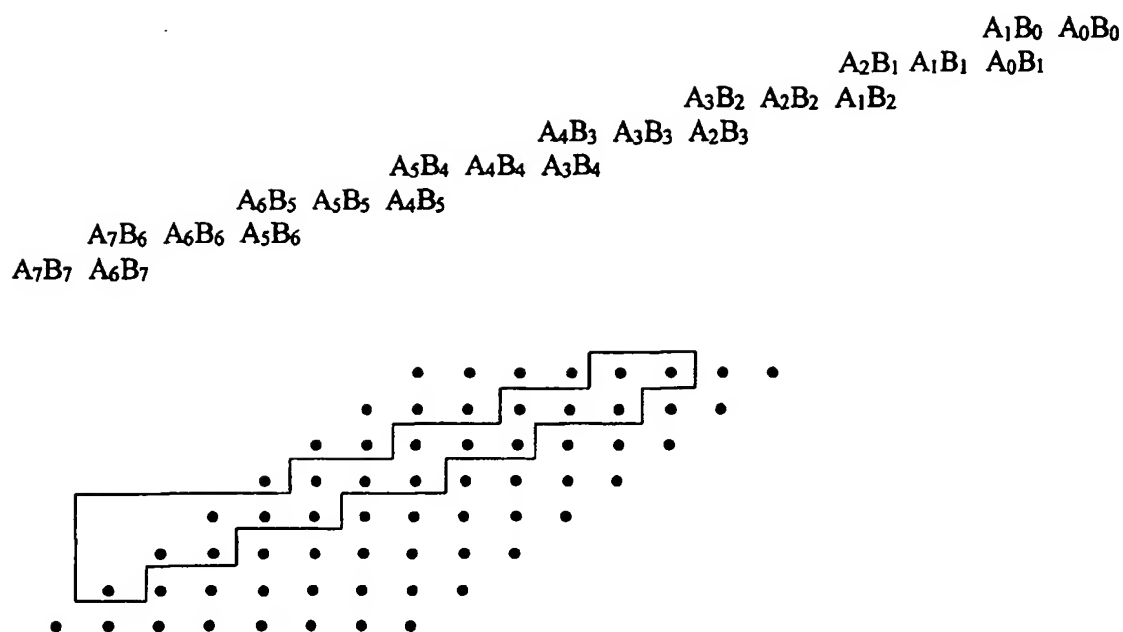 A₁B₀ A₀B₀
A₂B₁ A₁B₁ A₀B₁
A₃B₂ A₂B₂ A₁B₂
A₄B₃ A₃B₃ A₂B₃
A₅B₄ A₄B₄ A₃B₄
A₆B₅ A₅B₅ A₄B₅
A₇B₆ A₆B₆ A₅B₆
A₇B₇ A₆B₇